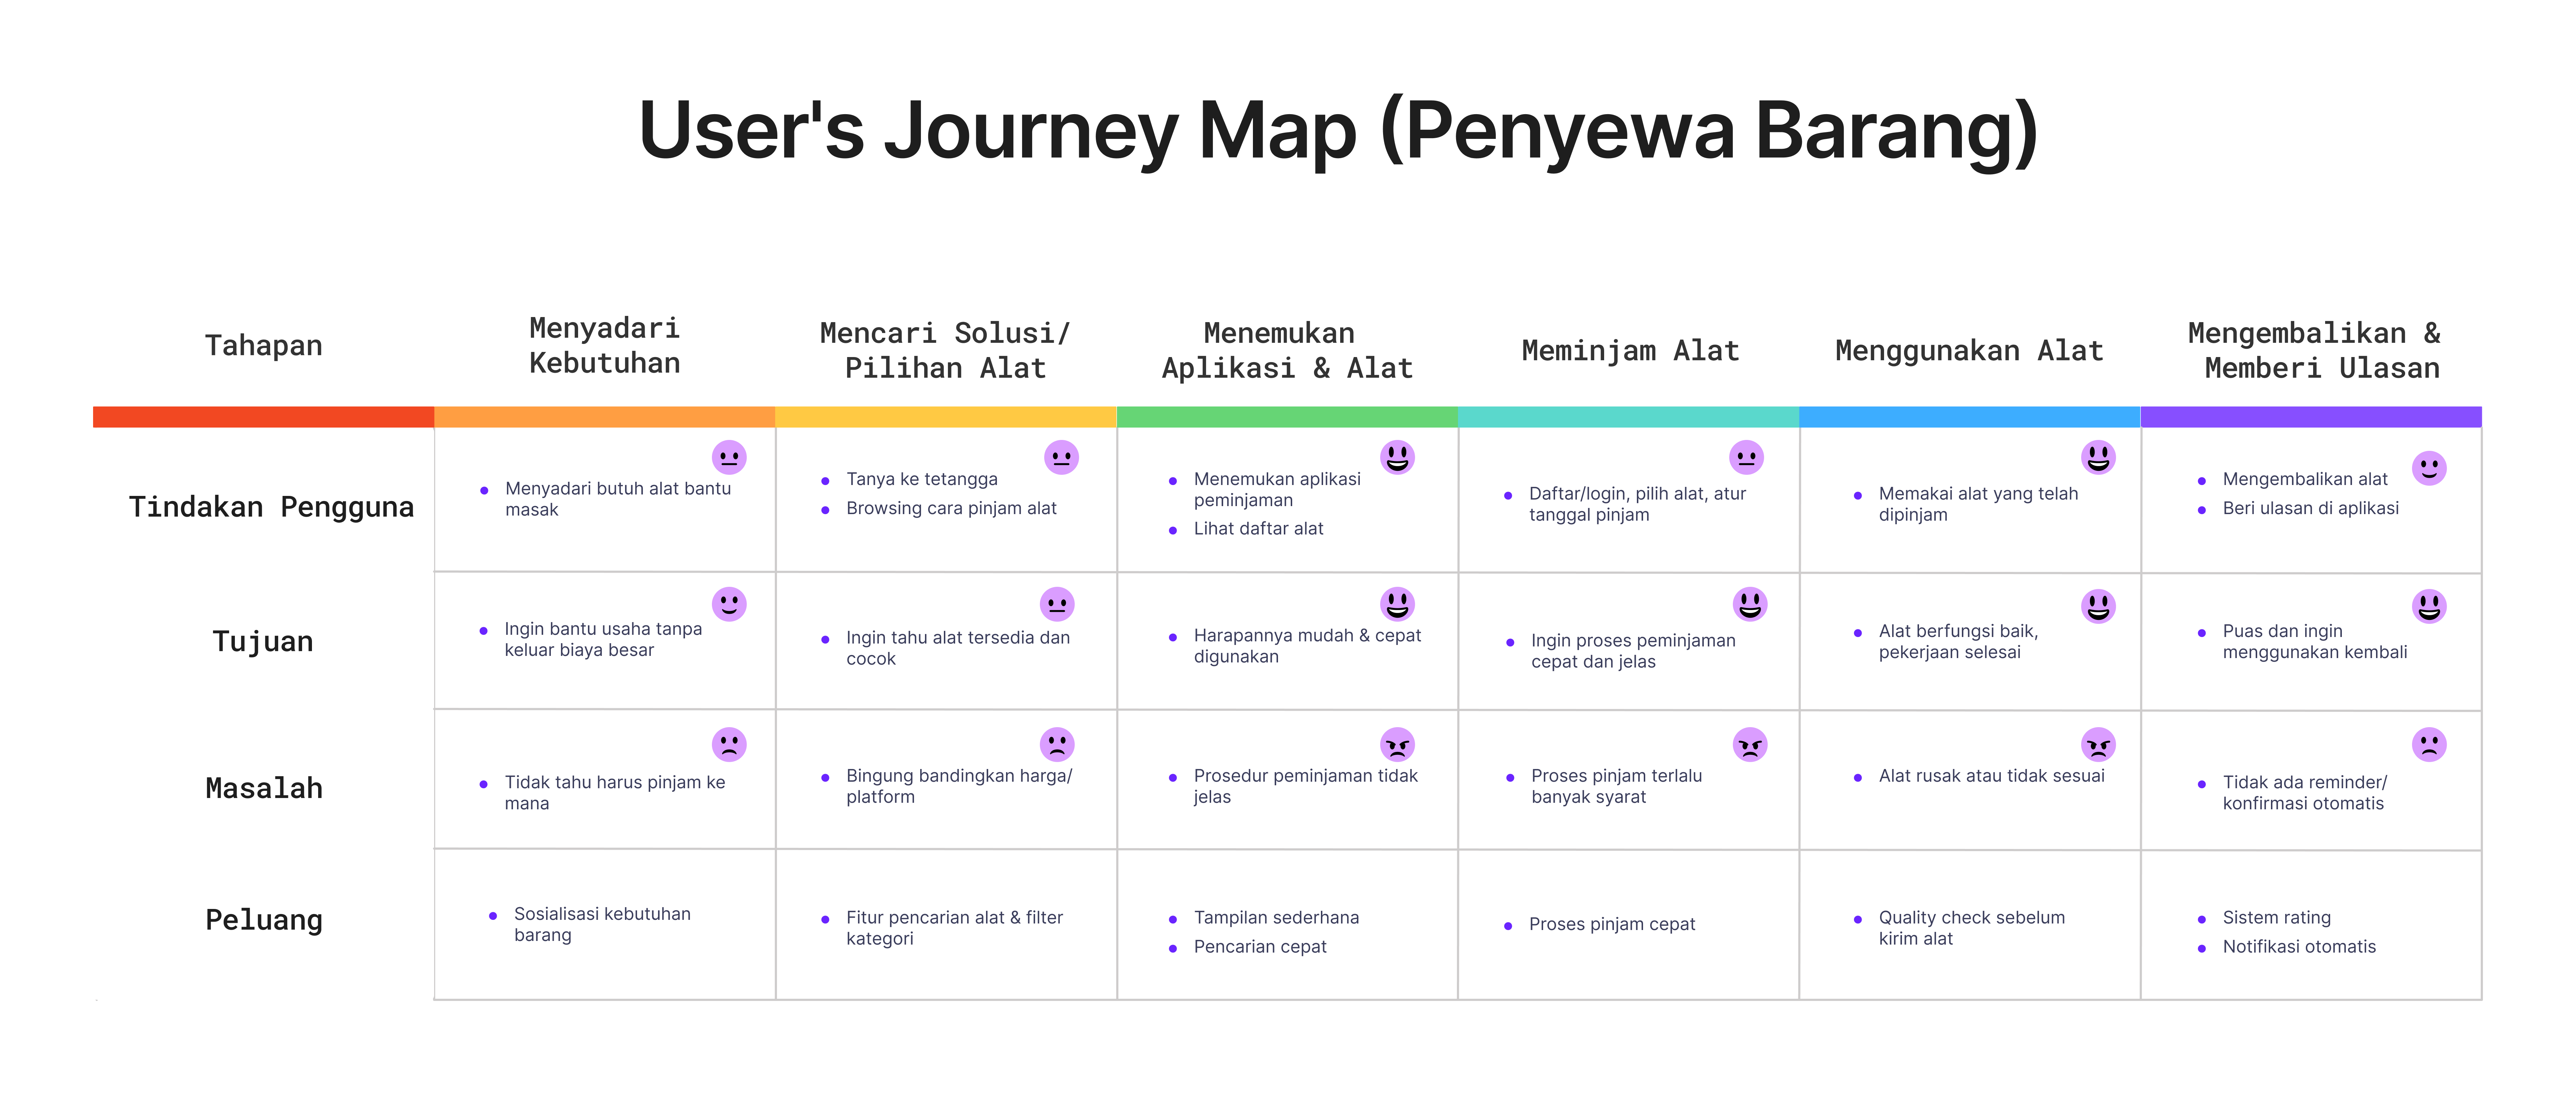 User's Journey Map (Penyewa Barang)
Tahapan
Menyadari
Kebutuhan
Mencari Solusi/
Pilihan Alat
Menemukan
Aplikasi & Alat
Meminjam Alat
Menggunakan Alat
Mengembalikan &
Memberi Ulasan
Tindakan Pengguna
Menyadari butuh alat bantu
masak
Tanya ke tetangga
Browsing cara pinjam alat
Menemukan aplikasi
peminjaman
Lihat daftar alat
Daftar/login, pilih alat, atur
tanggal pinjam
Memakai alat yang telah
dipinjam
Mengembalikan alat
Beri ulasan di aplikasi
Tujuan
Ingin bantu usaha tanpa
keluar biaya besar
Ingin tahu alat tersedia dan
cocok
Harapannya mudah & cepat
digunakan
Ingin proses peminjaman
cepat dan jelas
Alat berfungsi baik,
pekerjaan selesai
Puas dan ingin
menggunakan kembali
Masalah
Tidak tahu harus pinjam ke
mana
Bingung bandingkan harga/
platform
Prosedur peminjaman tidak
jelas
Proses pinjam terlalu
banyak syarat
Alat rusak atau tidak sesuai
Tidak ada reminder/
konfirmasi otomatis
Peluang
Sosialisasi kebutuhan
barang
Fitur pencarian alat & filter
kategori
Tampilan sederhana
Pencarian cepat
Proses pinjam cepat
Quality check sebelum
kirim alat
Sistem rating
Notifikasi otomatis